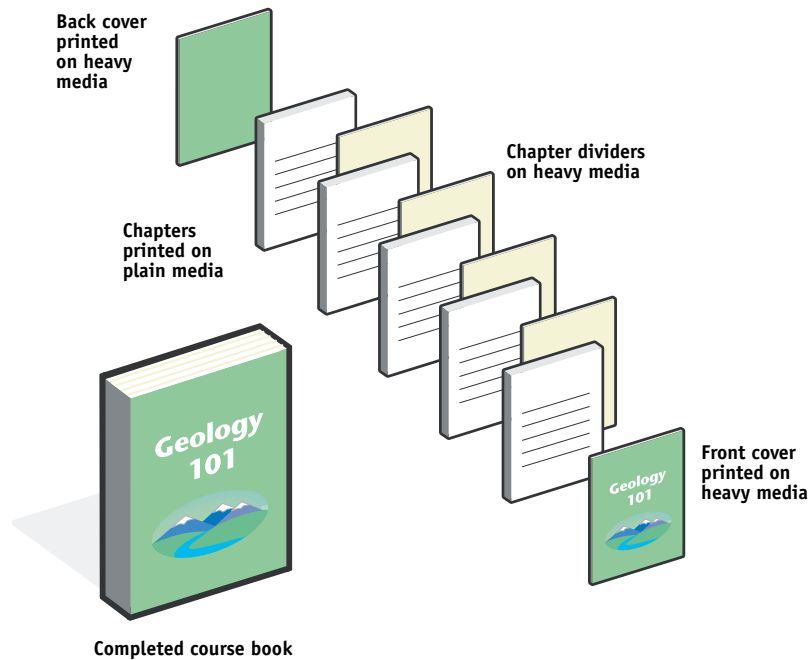 Back cover
printed
on heavy
media
Chapter dividers
on heavy media
Chapters
printed on
plain media
Geology
101
Front cover
printed on
heavy media
Geology
101
Completed course book